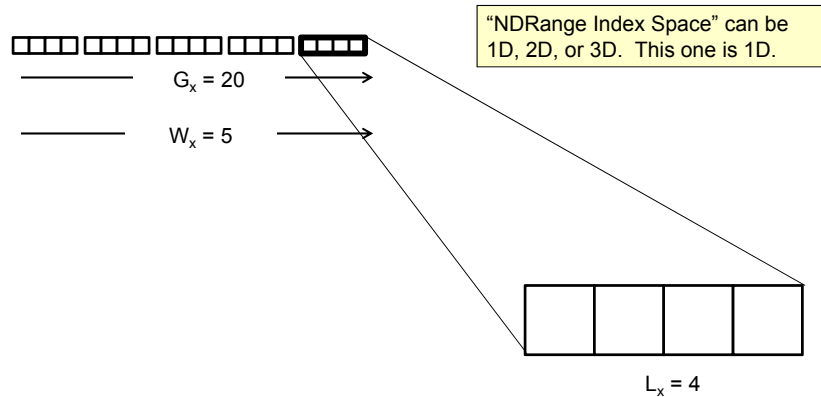 “NDRange Index Space” can be
1D, 2D, or 3D.  This one is 1D.
Gₓ = 20
Wₓ = 5
Lₓ = 4